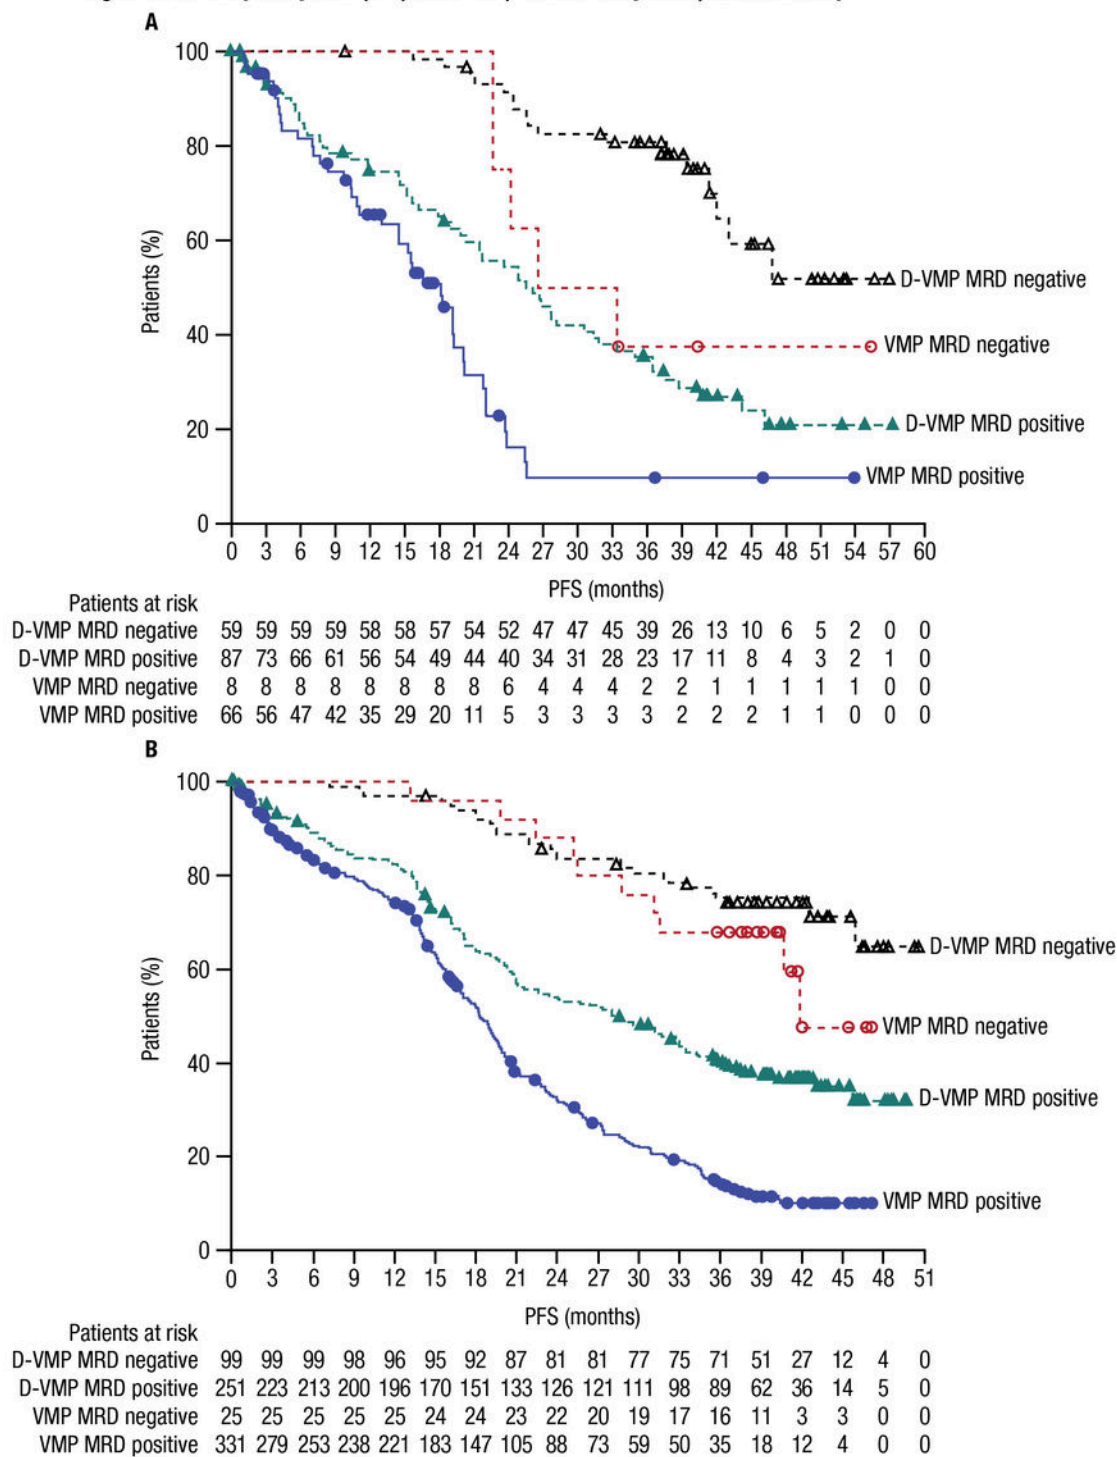 A
100
80
60
40
20
0
Patients (%)
D-VMP MRD negative
VMP MRD negative
D-VMP MRD positive
VMP MRD positive
0 3 6 9 12 15 18 21 24 27 30 33 36 39 42 45 48 51 54 57 60
PFS (months)
Patients at risk
D-VMP MRD negative 59 59 59 59 58 58 57 54 52 47 47 45 39 26 13 10 6 5 2 0 0
D-VMP MRD positive 87 73 66 61 56 54 49 44 40 34 31 28 23 17 11 8 4 3 2 1 0
VMP MRD negative 8 8 8 8 8 8 8 8 6 4 4 4 2 2 1 1 1 1 1 0 0
VMP MRD positive 66 56 47 42 35 29 20 11 5 3 3 3 3 2 2 2 1 1 0 0 0
B
100
80
60
40
20
0
Patients (%)
D-VMP MRD negative
VMP MRD negative
D-VMP MRD positive
VMP MRD positive
0 3 6 9 12 15 18 21 24 27 30 33 36 39 42 45 48 51
PFS (months)
Patients at risk
D-VMP MRD negative 99 99 99 98 96 95 92 87 81 81 77 75 71 51 27 12 4 0
D-VMP MRD positive 251 223 213 200 196 170 151 133 126 121 111 98 89 62 36 14 5 0
VMP MRD negative 25 25 25 25 25 24 24 23 22 20 19 17 16 11 3 3 0 0
VMP MRD positive 331 279 253 238 221 183 147 105 88 73 59 50 35 18 12 4 0 0